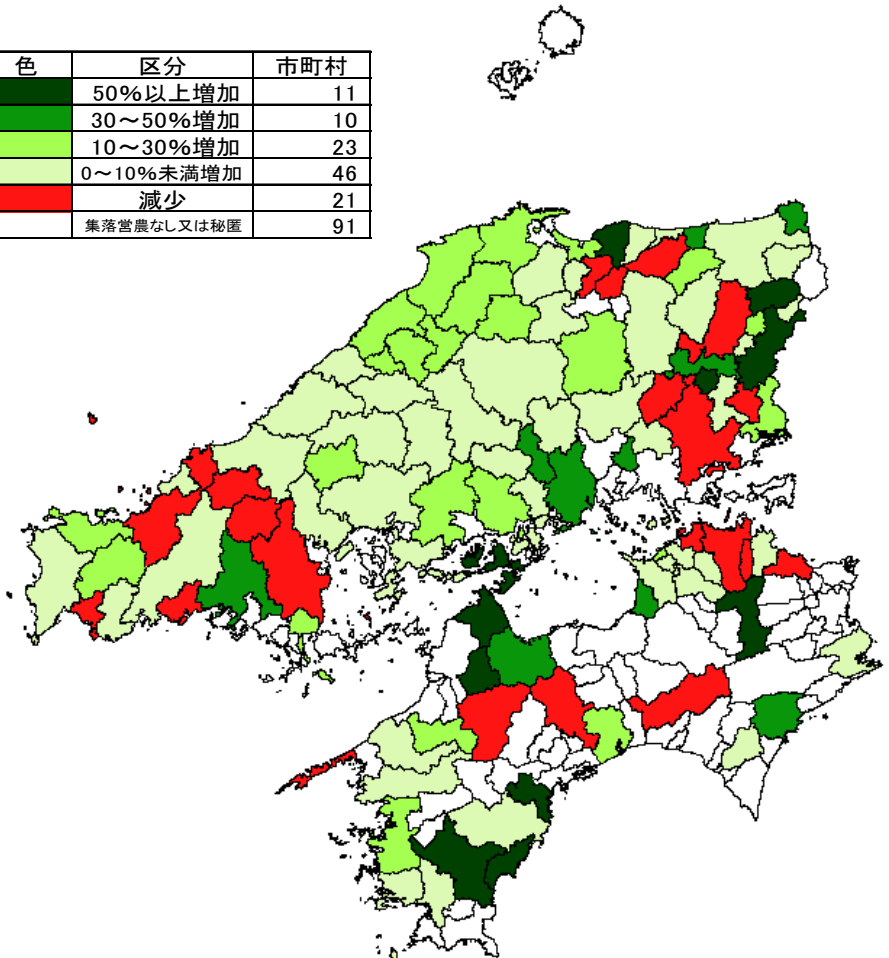 色 区分 市町村
50%以上増加 11
30～50%増加 10
10～30%増加 23
0～10%未満増加 46
減少 21
集落営農なし又は秘匿 91